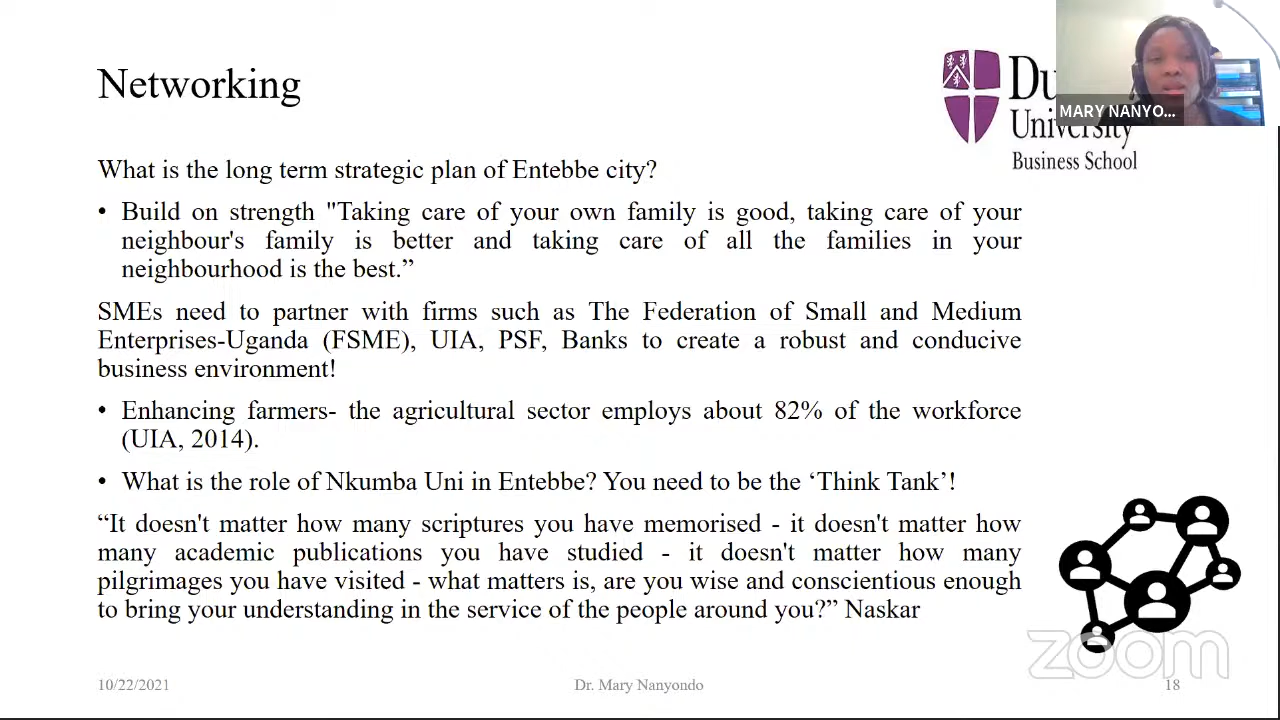 Networking
Du
University
Business School
MARY NANYO...
What is the long term strategic plan of Entebbe city?
• Build on strength "Taking care of your own family is good, taking care of your
neighbour's family is better and taking care of all the families in your
neighbourhood is the best.”
SMEs need to partner with firms such as The Federation of Small and Medium
Enterprises-Uganda (FSME), UIA, PSF, Banks to create a robust and conducive
business environment!
• Enhancing farmers- the agricultural sector employs about 82% of the workforce
(UIA, 2014).
• What is the role of Nkumba Uni in Entebbe? You need to be the ‘Think Tank’!
“It doesn't matter how many scriptures you have memorised - it doesn't matter how
many academic publications you have studied - it doesn't matter how many
pilgrimages you have visited - what matters is, are you wise and conscientious enough
to bring your understanding in the service of the people around you?” Naskar
zoom
10/22/2021
Dr. Mary Nanyondo
18